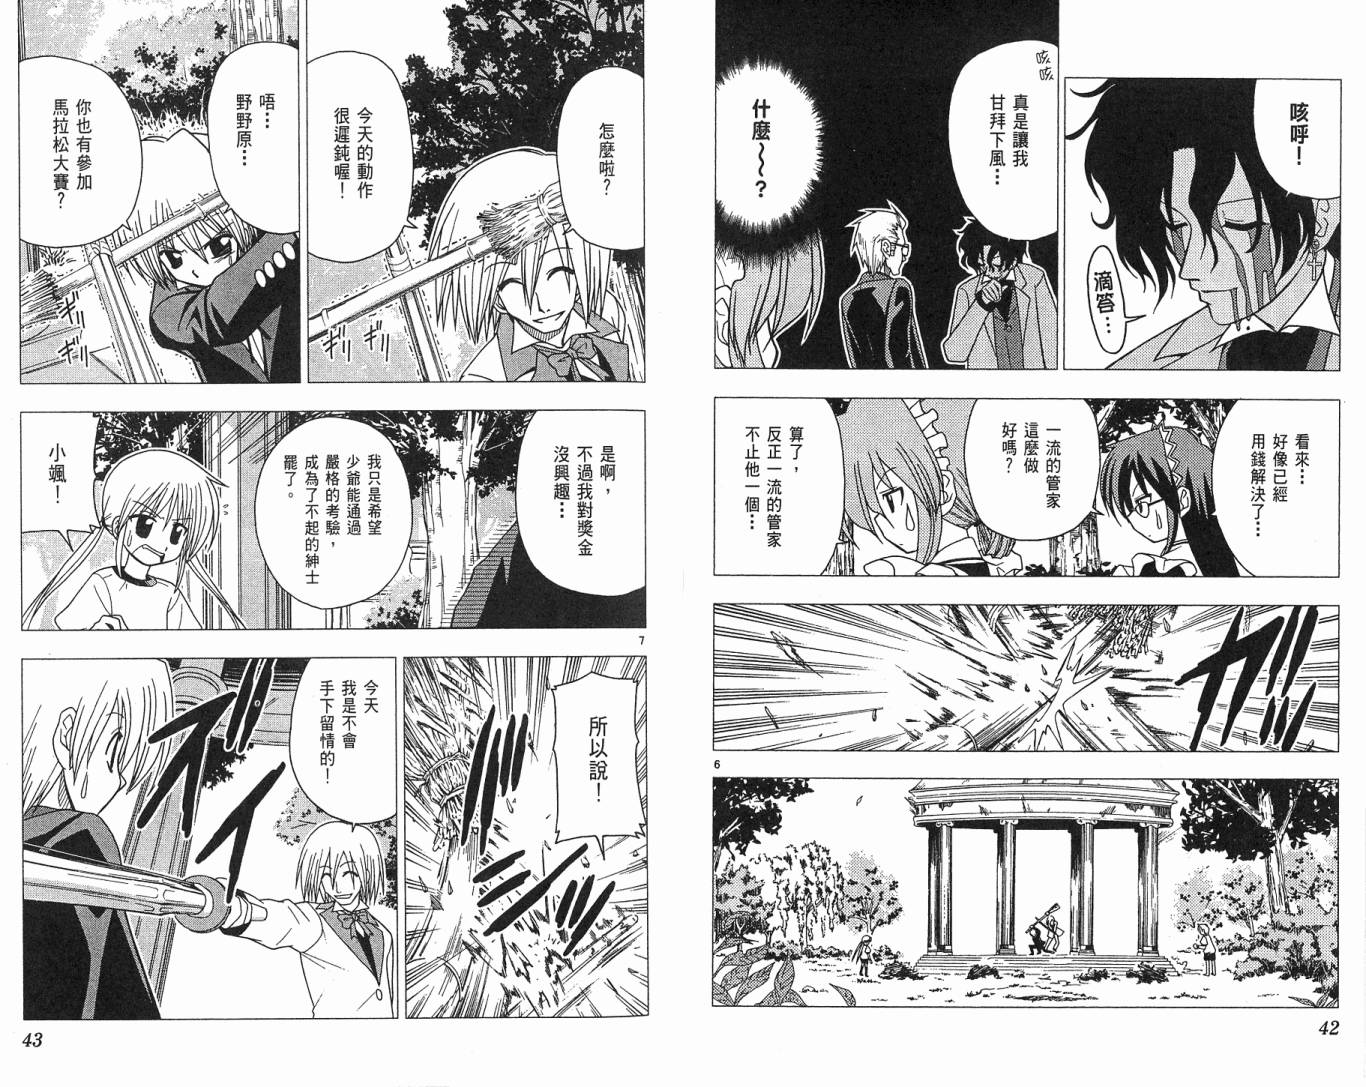 咳呼！
滴答…
咳咳
真是讓我
甘拜下風…
什麼～～？
看來…
好像已經
用錢解決了…
一流的管家
這麼做
好嗎？
算了，
反正一流的管家
不止他一個…
ガッ
6
42
怎麼啦？
今天的動作
很遲鈍喔！
唔…
野野原…
你也有參加
馬拉松大賽？
ギリ
ギリ
是啊，
不過我對獎金
沒興趣…
我只是希望
少爺能通過
嚴格的考驗，
成為了不起的紳士
罷了。
小颯！
7
所以說！
今天
我是不會
手下留情的！
43